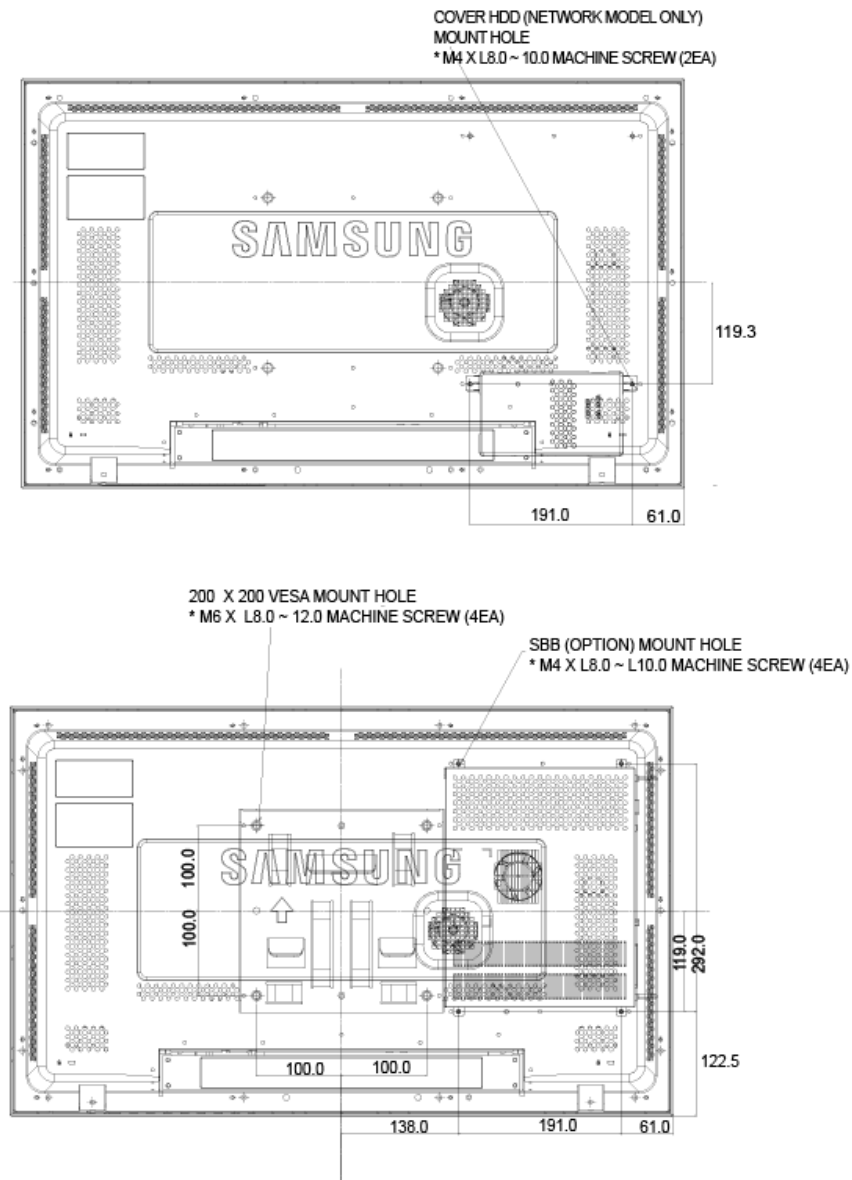 COVER HDD (NETWORK MODEL ONLY)
MOUNT HOLE
* M4 X L8.0 ~ 10.0 MACHINE SCREW (2EA)
SAMSUNG
119.3
191.0
61.0
200 X 200 VESA MOUNT HOLE
* M6 X L8.0 ~ 12.0 MACHINE SCREW (4EA)
SBB (OPTION) MOUNT HOLE
* M4 X L8.0 ~ L10.0 MACHINE SCREW (4EA)
100.0
SAMSUNG
100.0
119.0
292.0
122.5
100.0
100.0
138.0
191.0
61.0